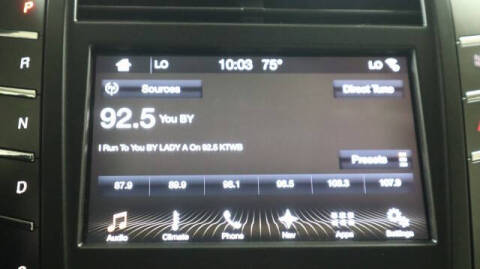 P
R
N
D
LO 10:03 75° LO
Sources Direct Tune
92.5 You BY
I Run To You BY LADY A On 92.5 KTWB
Presets
87.9 89.9 98.1 98.5 103.3 107.9
Audio Climate Phone Nav Apps Settings